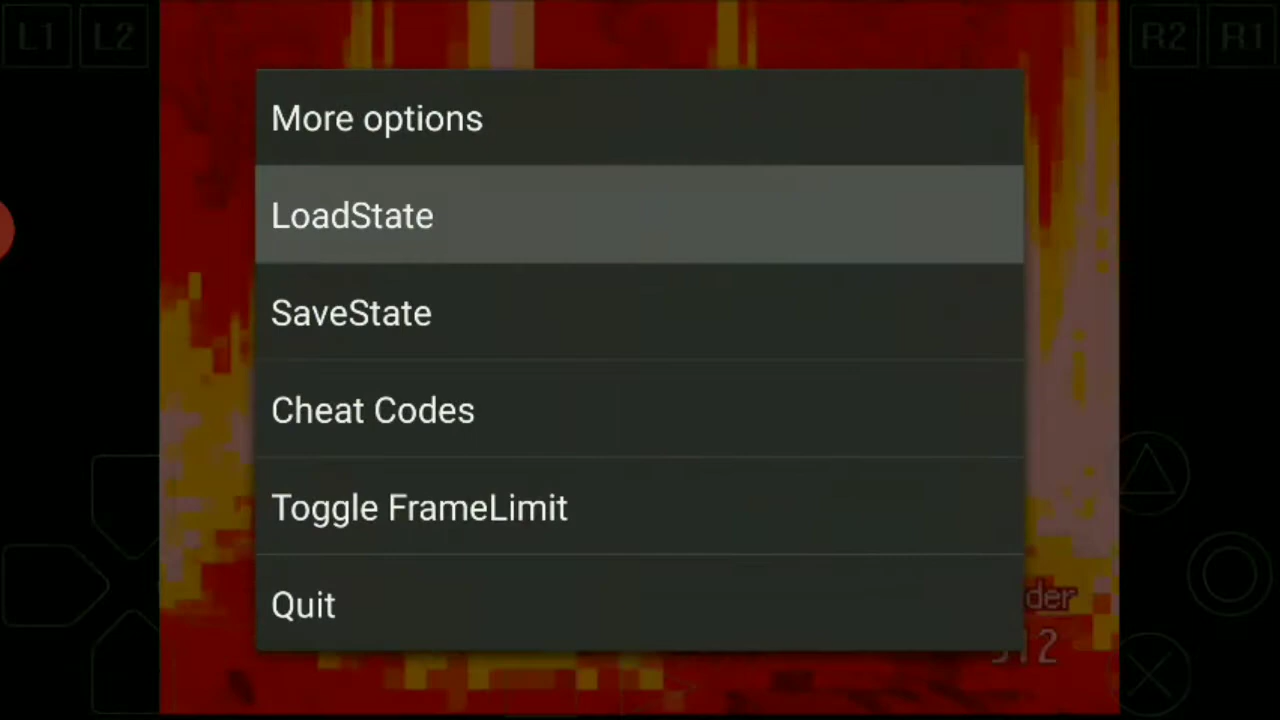 L1 L2
R2 R1
More options
LoadState
SaveState
Cheat Codes
Toggle FrameLimit
Quit